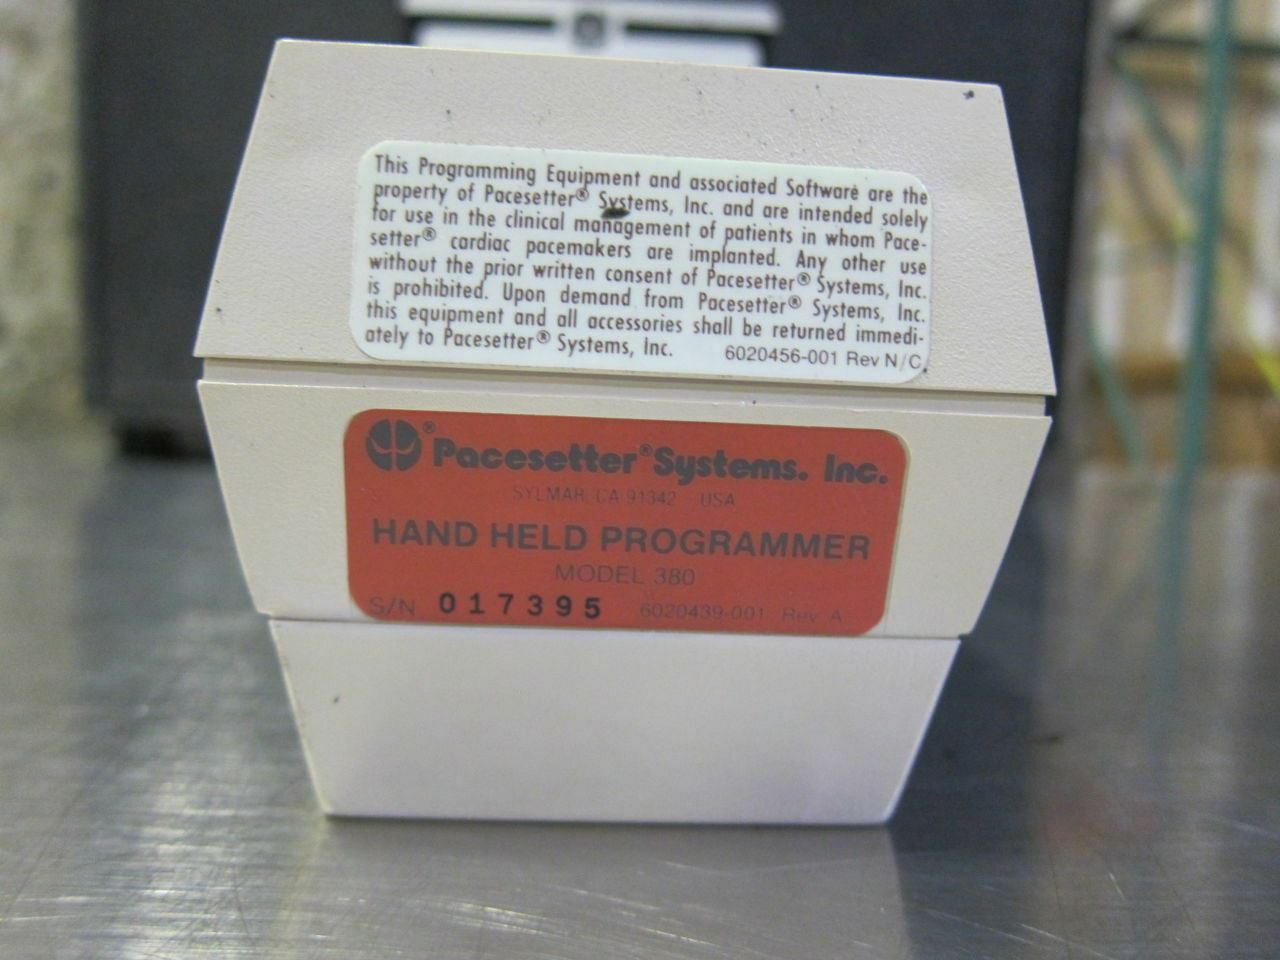 This Programming Equipment and associated Software are the
property of Pacesetter® Systems, Inc. and are intended solely
for use in the clinical management of patients in whom Pace-
setter® cardiac pacemakers are implanted. Any other use
without the prior written consent of Pacesetter® Systems, Inc.
is prohibited. Upon demand from Pacesetter® Systems, Inc.
this equipment and all accessories shall be returned immedi-
ately to Pacesetter® Systems, Inc. 6020456-001 Rev N/C
® Pacesetter® Systems. Inc.
SYLMAR, CA 91342 USA
HAND HELD PROGRAMMER
MODEL 380
S/N 017395 6020439-001 Rev A